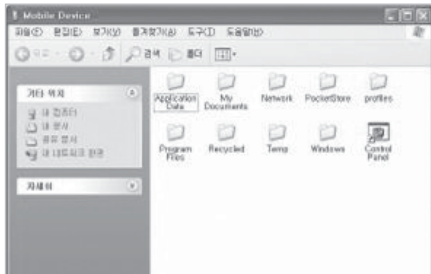 Mobile Device
파일(F) 편집(E) 보기(V) 즐겨찾기(A) 도구(T) 도움말(H)
뒤로 검색 폴더
기타 위치
내 컴퓨터
내 문서
공유 문서
내 네트워크 환경
자세히
Application Data
My Documents
Network
PocketStore
profiles
Program Files
Recycled
Temp
Windows
Control Panel